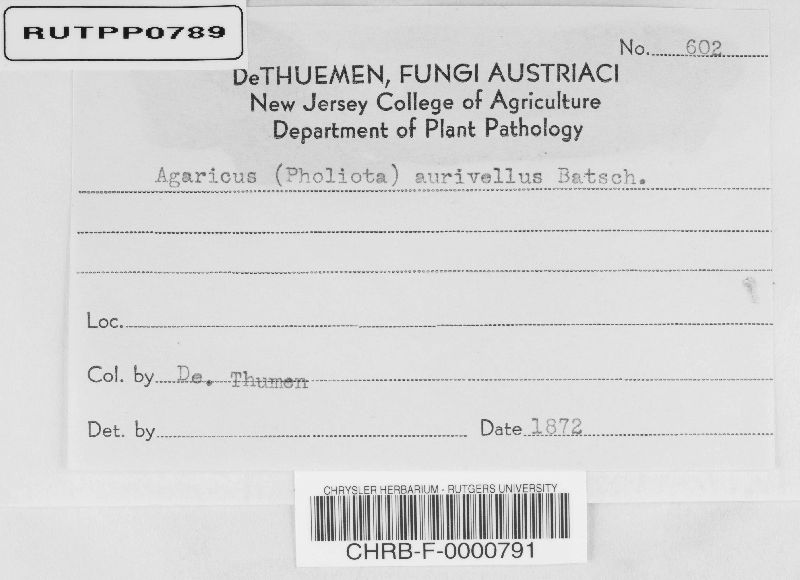 RUTPP0789
No. 602
DeTHUEMEN, FUNGI AUSTRIACI
New Jersey College of Agriculture
Department of Plant Pathology
Agaricus (Pholiota) aurivellus Batsch.
Loc.
Col. by De. Thumen
Det. by Date 1872
CHRYSLER HERBARIUM - RUTGERS UNIVERSITY
CHRB-F-0000791